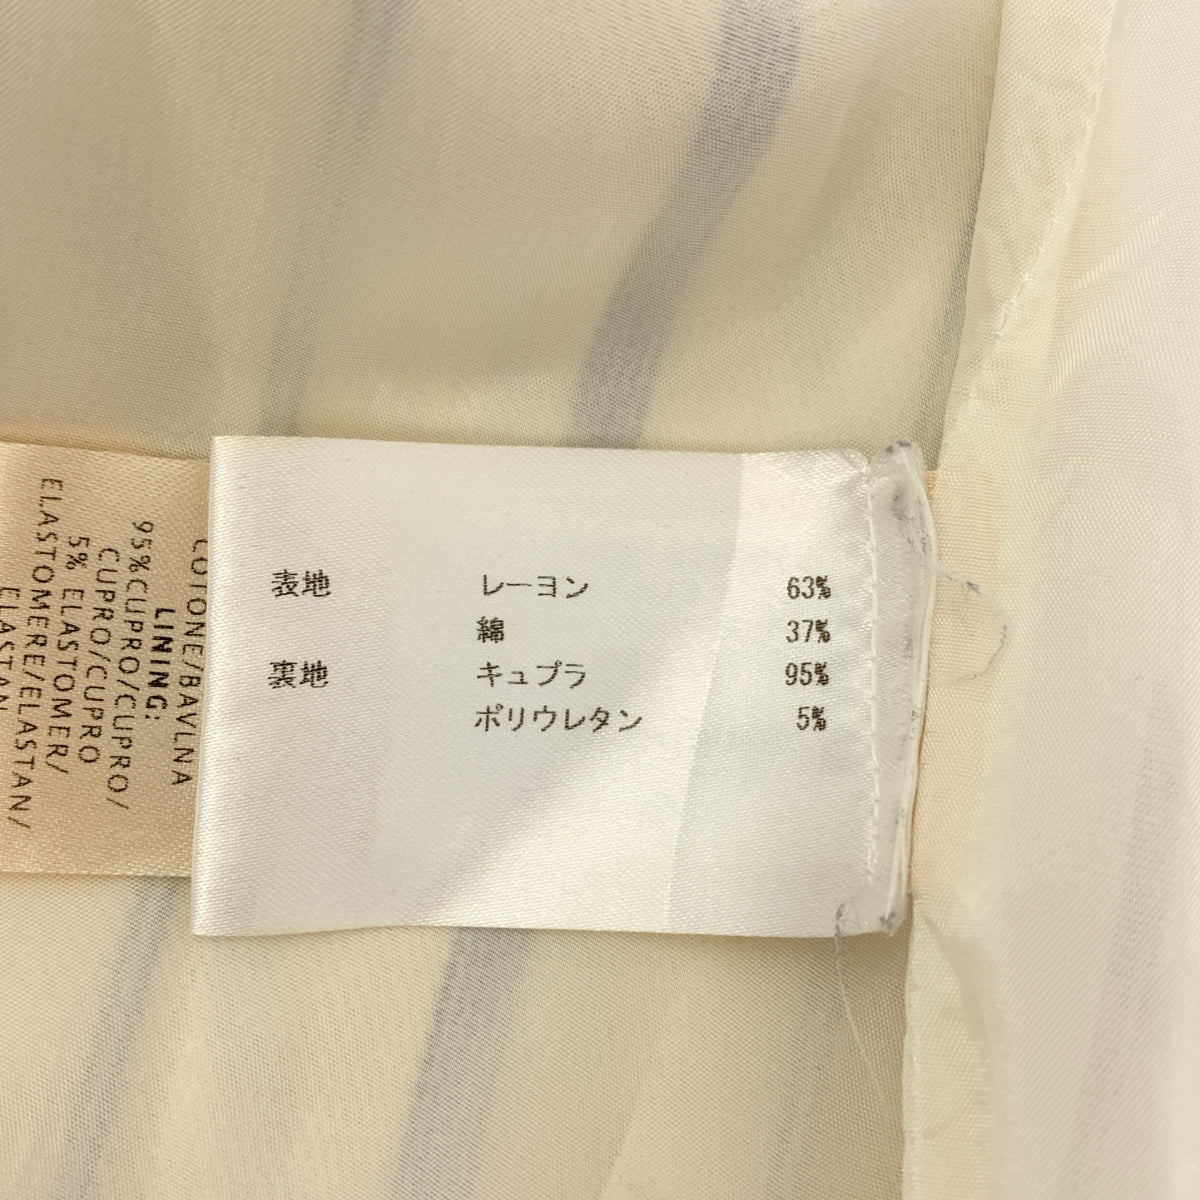 表地 レーヨン 63%
綿 37%
裏地 キュプラ 95%
ポリウレタン 5%
COTONE/BAVLNA
LINING:
95%CUPRO/CUPRO/
CUPRO/CUPRO
5% ELASTOMER/
ELASTOMERE/ELASTAN/
ELASTAN